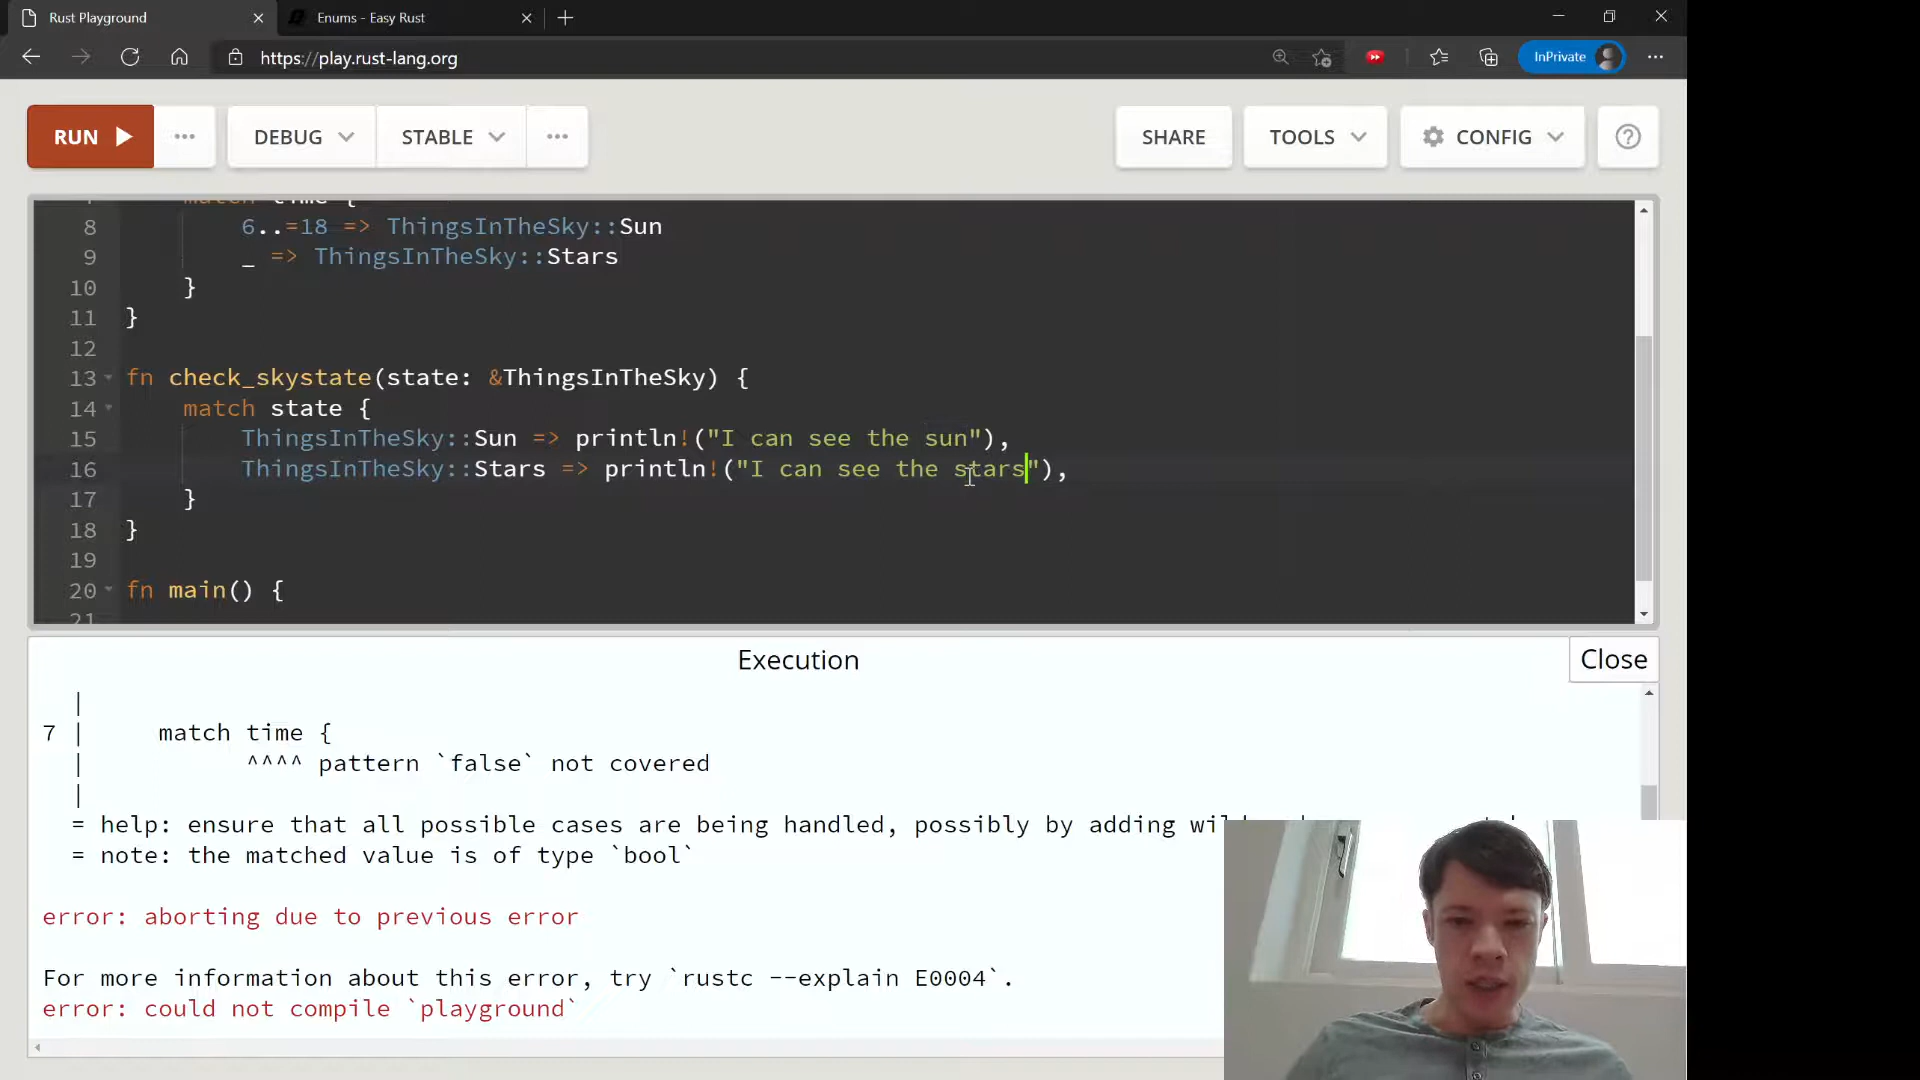 Rust Playground
Enums - Easy Rust
https://play.rust-lang.org
InPrivate
RUN
DEBUG
STABLE
SHARE
TOOLS
CONFIG
8 6..=18 => ThingsInTheSky::Sun
9 _ => ThingsInTheSky::Stars
10 }
11 }
12
13 fn check_skystate(state: &ThingsInTheSky) {
14 match state {
15 ThingsInTheSky::Sun => println!("I can see the sun"),
16 ThingsInTheSky::Stars => println!("I can see the stars"),
17 }
18 }
19
20 fn main() {
21
Execution
Close
|
7 | match time {
| ^^^^ pattern `false` not covered
|
= help: ensure that all possible cases are being handled, possibly by adding
= note: the matched value is of type `bool`
error: aborting due to previous error
For more information about this error, try `rustc --explain E0004`.
error: could not compile `playground`